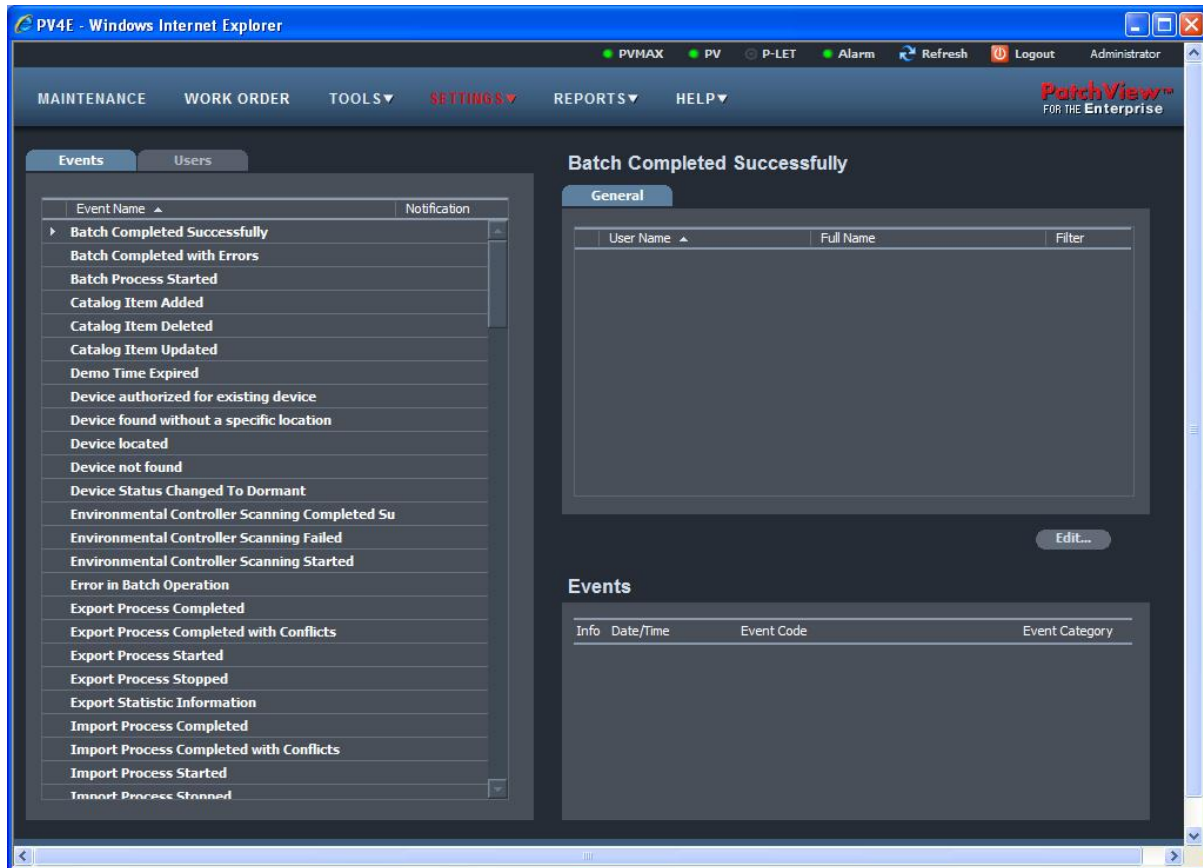 PV4E - Windows Internet Explorer
PVMAX PV P-LET Alarm Refresh Logout Administrator
MAINTENANCE WORK ORDER TOOLS▼ SETTINGS▼ REPORTS▼ HELP▼
PatchView™
FOR THE Enterprise
Events Users
Event Name Notification
Batch Completed Successfully
Batch Completed with Errors
Batch Process Started
Catalog Item Added
Catalog Item Deleted
Catalog Item Updated
Demo Time Expired
Device authorized for existing device
Device found without a specific location
Device located
Device not found
Device Status Changed To Dormant
Environmental Controller Scanning Completed Su
Environmental Controller Scanning Failed
Environmental Controller Scanning Started
Error in Batch Operation
Export Process Completed
Export Process Completed with Conflicts
Export Process Started
Export Process Stopped
Export Statistic Information
Import Process Completed
Import Process Completed with Conflicts
Import Process Started
Import Process Stopped
Batch Completed Successfully
General
User Name Full Name Filter
Edit...
Events
Info Date/Time Event Code Event Category